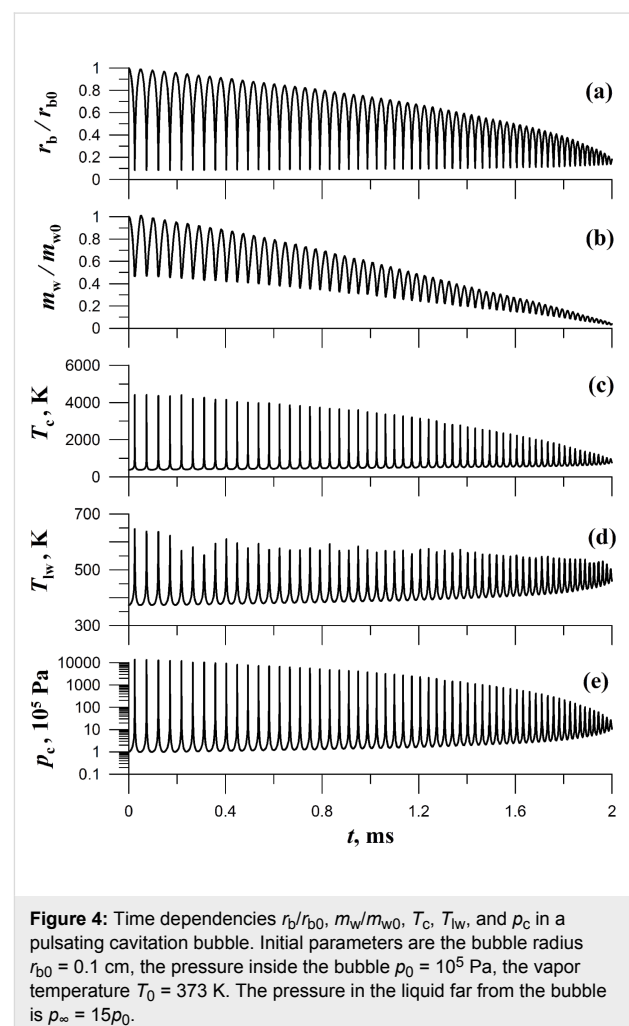 1
0.8
0.6
0.4
0.2
0
r_b / r_b0
(a)
1
0.8
0.6
0.4
0.2
0
m_w / m_w0
(b)
6000
4000
2000
0
T_c, K
(c)
700
500
300
T_lw, K
(d)
10000
1000
100
10
1
0.1
p_c, 10⁵ Pa
(e)
0 0.4 0.8 1.2 1.6 2
t, ms
Figure 4: Time dependencies r_b/r_b0, m_w/m_w0, T_c, T_lw, and p_c in a
pulsating cavitation bubble. Initial parameters are the bubble radius
r_b0 = 0.1 cm, the pressure inside the bubble p_0 = 10⁵ Pa, the vapor
temperature T_0 = 373 K. The pressure in the liquid far from the bubble
is p_∞ = 15p_0.